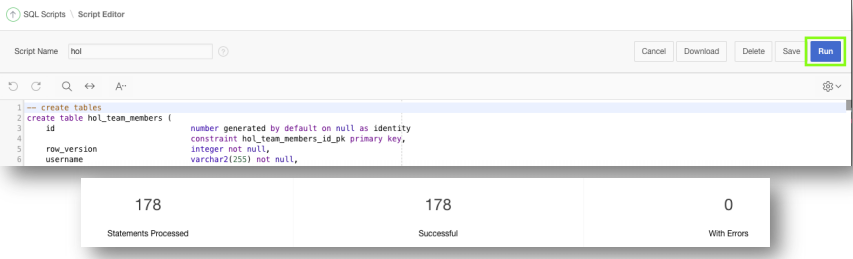 SQL Scripts \ Script Editor
Script Name hol ? Cancel Download Delete Save Run
A··
1 -- create tables
2 create table hol_team_members (
3 id number generated by default on null as identity
4 constraint hol_team_members_id_pk primary key,
5 row_version integer not null,
6 username varchar2(255) not null,
178 178 0
Statements Processed Successful With Errors